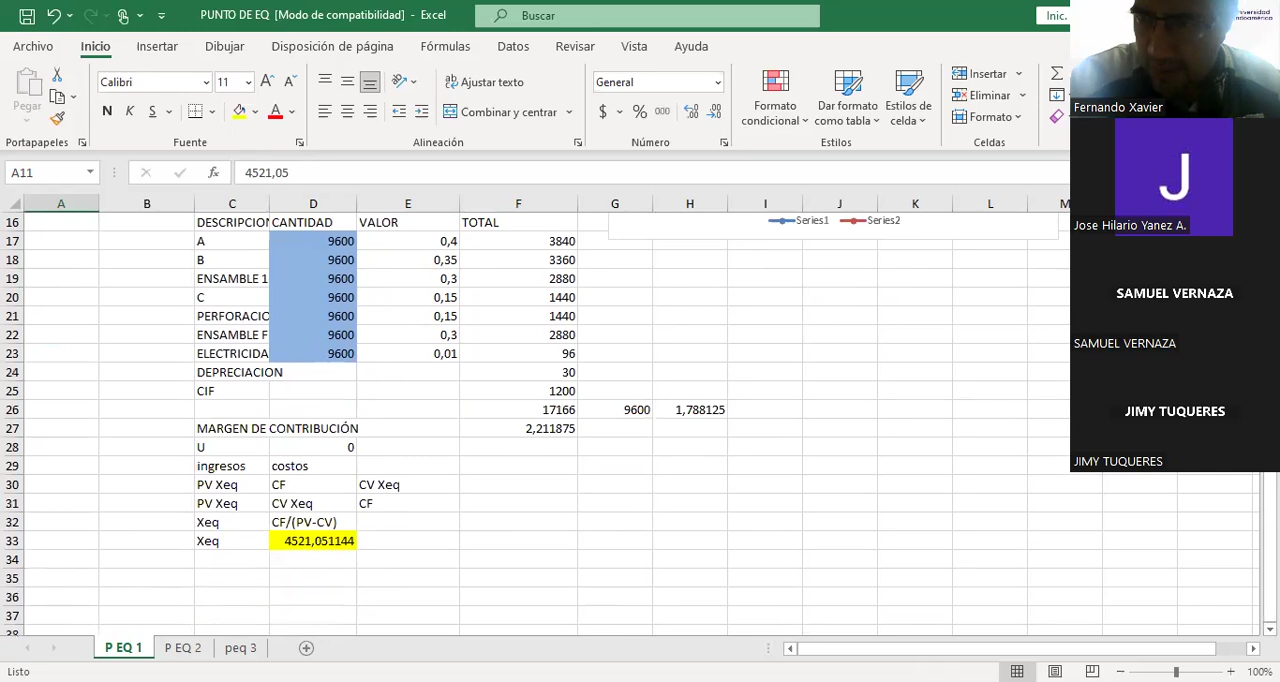 PUNTO DE EQ [Modo de compatibilidad] - Excel
Buscar
Inic.
Archivo Inicio Insertar Dibujar Disposición de página Fórmulas Datos Revisar Vista Ayuda
Pegar
Calibri 11
N K S
Ajustar texto
Combinar y centrar
General
$ % 000
Formato condicional
Dar formato como tabla
Estilos de celda
Insertar
Eliminar
Formato
Portapapeles Fuente Alineación Número Estilos Celdas
A11 fx 4521,05
A B C D E F G H I J K L M
16 DESCRIPCION CANTIDAD VALOR TOTAL
Series1 Series2
17 A 9600 0,4 3840
18 B 9600 0,35 3360
19 ENSAMBLE 1 9600 0,3 2880
20 C 9600 0,15 1440
21 PERFORACIO 9600 0,15 1440
22 ENSAMBLE F 9600 0,3 2880
23 ELECTRICIDA 9600 0,01 96
24 DEPRECIACION 30
25 CIF 1200
26 17166 9600 1,788125
27 MARGEN DE CONTRIBUCIÓN 2,211875
28 U 0
29 ingresos costos
30 PV Xeq CF CV Xeq
31 PV Xeq CV Xeq CF
32 Xeq CF/(PV-CV)
33 Xeq 4521,051144
34
35
36
37
38
P EQ 1 P EQ 2 peq 3
Listo
100%
Fernando Xavier
J
Jose Hilario Yanez A.
SAMUEL VERNAZA
SAMUEL VERNAZA
JIMY TUQUERES
JIMY TUQUERES